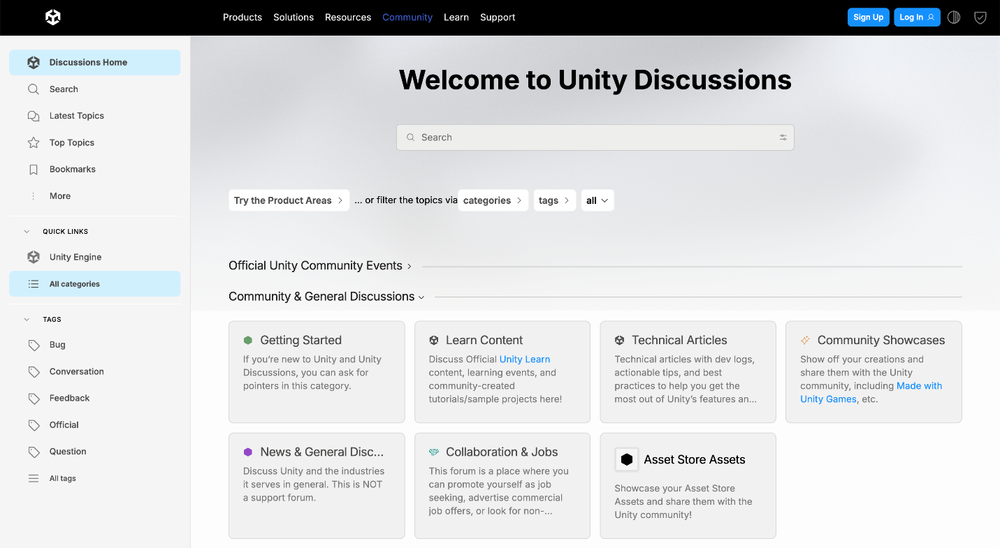 Products Solutions Resources Community Learn Support
Sign Up Log In
Discussions Home
Search
Latest Topics
Top Topics
Bookmarks
More
QUICK LINKS
Unity Engine
All categories
TAGS
Bug
Conversation
Feedback
Official
Question
All tags
Welcome to Unity Discussions
Search
Try the Product Areas ... or filter the topics via categories tags all
Official Unity Community Events
Community & General Discussions
Getting Started
If you’re new to Unity and Unity
Discussions, you can ask for
pointers in this category.
Learn Content
Discuss Official Unity Learn
content, learning events, and
community-created
tutorials/sample projects here!
Technical Articles
Technical articles with dev logs,
actionable tips, and best
practices to help you get the
most out of Unity’s features an...
Community Showcases
Show off your creations and
share them with the Unity
community, including Made with
Unity Games, etc.
News & General Disc...
Discuss Unity and the industries
it serves in general. This is NOT
a support forum.
Collaboration & Jobs
This forum is a place where you
can promote yourself as job
seeking, advertise commercial
job offers, or look for non-...
Asset Store Assets
Showcase your Asset Store
Assets and share them with the
Unity community!